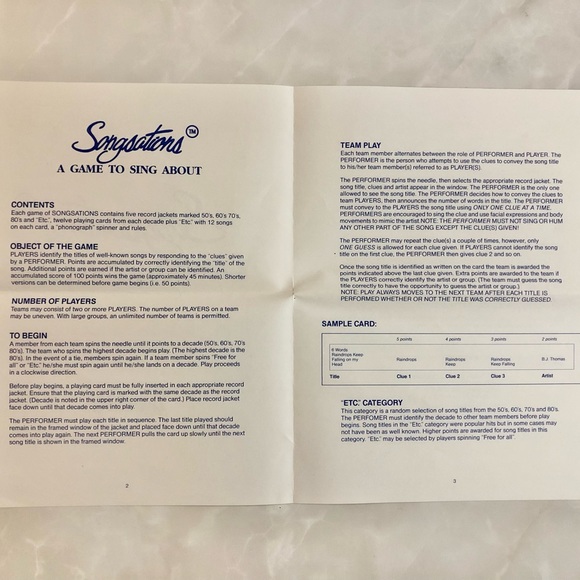 Songsations™
A GAME TO SING ABOUT
CONTENTS
Each game of SONGSATIONS contains five record jackets marked 50's, 60's 70's,
80's and "Etc.", twelve playing cards from each decade plus "Etc" with 12 songs
on each card, a "phonograph" spinner and rules.
OBJECT OF THE GAME
PLAYERS identify the titles of well-known songs by responding to the "clues" given
by a PERFORMER. Points are accumulated by correctly identifying the "title" of the
song. Additional points are earned if the artist or group can be identified. An
accumulated score of 100 points wins the game (approximately 45 minutes). Shorter
versions can be determined before game begins (i.e. 50 points).
NUMBER OF PLAYERS
Teams may consist of two or more PLAYERS. The number of PLAYERS on a team
may be uneven. With large groups, an unlimited number of teams is permitted.
TO BEGIN
A member from each team spins the needle until it points to a decade (50's, 60's, 70's
80's). The team who spins the highest decade begins play. (The highest decade is the
80's). In the event of a tie, members spin again. If a team member spins "Free for
all" or "Etc." he/she must spin again until he/she lands on a decade. Play proceeds
in a clockwise direction.
Before play begins, a playing card must be fully inserted in each appropriate record
jacket. Ensure that the playing card is marked with the same decade as the record
jacket. (Decade is noted in the upper right corner of the card.) Place record jacket
face down until that decade comes into play.
The PERFORMER must play each title in sequence. The last title played should
remain in the framed window of the jacket and placed face down until that decade
comes into play again. The next PERFORMER pulls the card up slowly until the next
song title is shown in the framed window.
2
TEAM PLAY
Each team member alternates between the role of PERFORMER and PLAYER. The
PERFORMER is the person who attempts to use the clues to convey the song title
to his/her team member(s) referred to as PLAYER(S).
The PERFORMER spins the needle, then selects the appropriate record jacket. The
song title, clues and artist appear in the window. The PERFORMER is the only one
allowed to see the song title. The PERFORMER decides how to convey the clues to
team PLAYERS, then announces the number of words in the title. The PERFORMER
must convey to the PLAYERS the song title using ONLY ONE CLUE AT A TIME.
PERFORMERS are encouraged to sing the clue and use facial expressions and body
movements to mimic the artist.NOTE: THE PERFORMER MUST NOT SING OR HUM
ANY OTHER PART OF THE SONG EXCEPT THE CLUE(S) GIVEN!
The PERFORMER may repeat the clue(s) a couple of times, however, only
ONE GUESS is allowed for each clue given. If PLAYERS cannot identify the song
title on the first clue, the PERFORMER then gives clue 2 and so on.
Once the song title is identified as written on the card the team is awarded the
points indicated above the last clue given. Extra points are awarded to the team if
the PLAYERS correctly identify the artist or group. (The team must guess the song
title correctly to have the opportunity to guess the artist or group.)
NOTE: PLAY ALWAYS MOVES TO THE NEXT TEAM AFTER EACH TITLE IS
PERFORMED WHETHER OR NOT THE TITLE WAS CORRECTLY GUESSED.
SAMPLE CARD:
5 points 4 points 3 points 2 points
6 Words
Raindrops Keep
Falling on my
Head
Raindrops
Raindrops
Keep
Raindrops
Keep Falling
B.J. Thomas
Title Clue 1 Clue 2 Clue 3 Artist
"ETC." CATEGORY
This category is a random selection of song titles from the 50's, 60's, 70's and 80's.
The PERFOMER must identify the decade to other team members before play
begins. Song titles in the "Etc." category were popular hits but in some cases may
not have been as well known. Higher points are awarded for song titles in this
category. "Etc." may be selected by players spinning "Free for all".
3